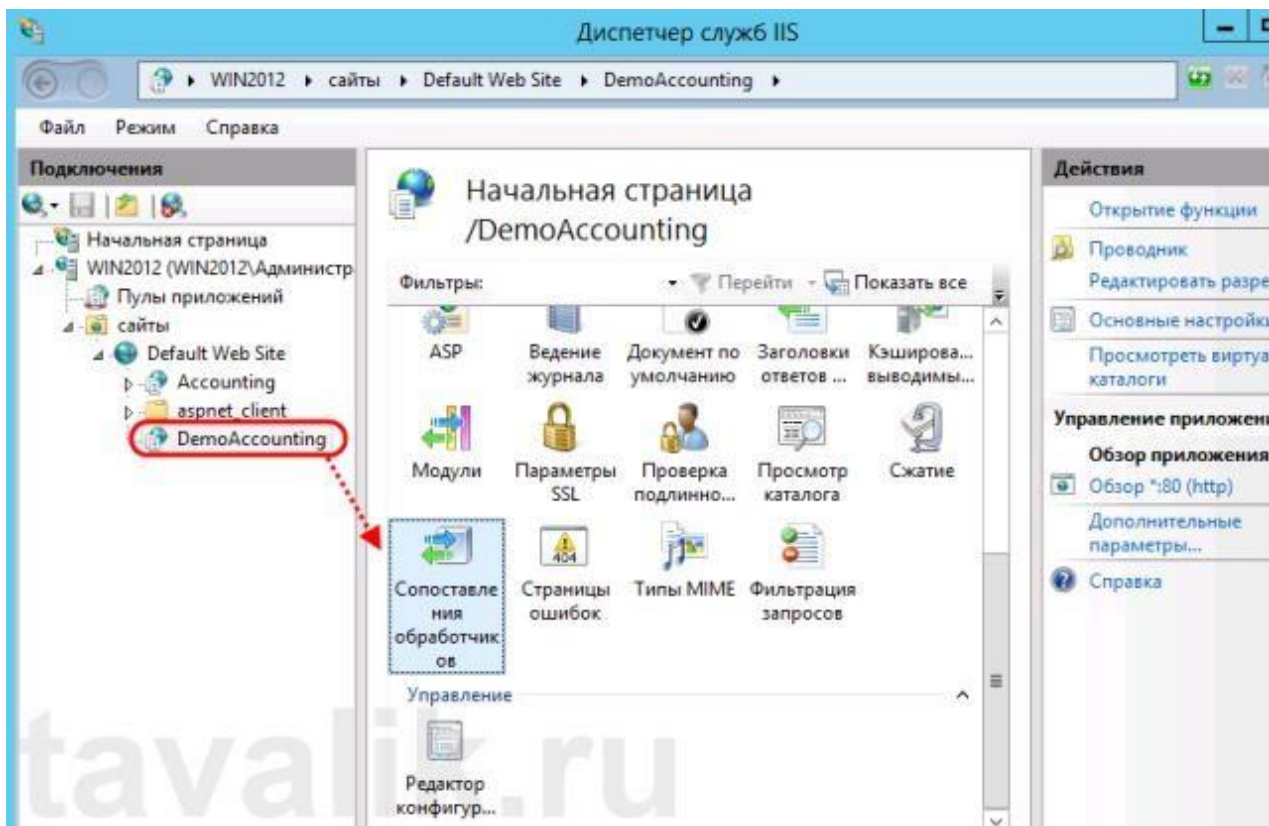 Диспетчер служб IIS
WIN2012 ▸ сайты ▸ Default Web Site ▸ DemoAccounting ▸
Файл Режим Справка
Подключения
Начальная страница
WIN2012 (WIN2012\Администр
Пулы приложений
сайты
Default Web Site
Accounting
aspnet_client
DemoAccounting
Начальная страница
/DemoAccounting
Фильтры: Перейти Показать все
ASP Ведение Документ по Заголовки Кэширова...
журнала умолчанию ответов ... выводимы...
Модули Параметры Проверка Просмотр Сжатие
SSL подлинно... каталога
404
Сопоставле Страницы Типы MIME Фильтрация
ния ошибок запросов
обработчик
ов
Управление
Редактор
конфигур...
Действия
Открытие функции
Проводник
Редактировать разре
Основные настройки
Просмотреть виртуа
каталоги
Управление приложени
Обзор приложения
Обзор *:80 (http)
Дополнительные
параметры...
Справка
tavalik.ru